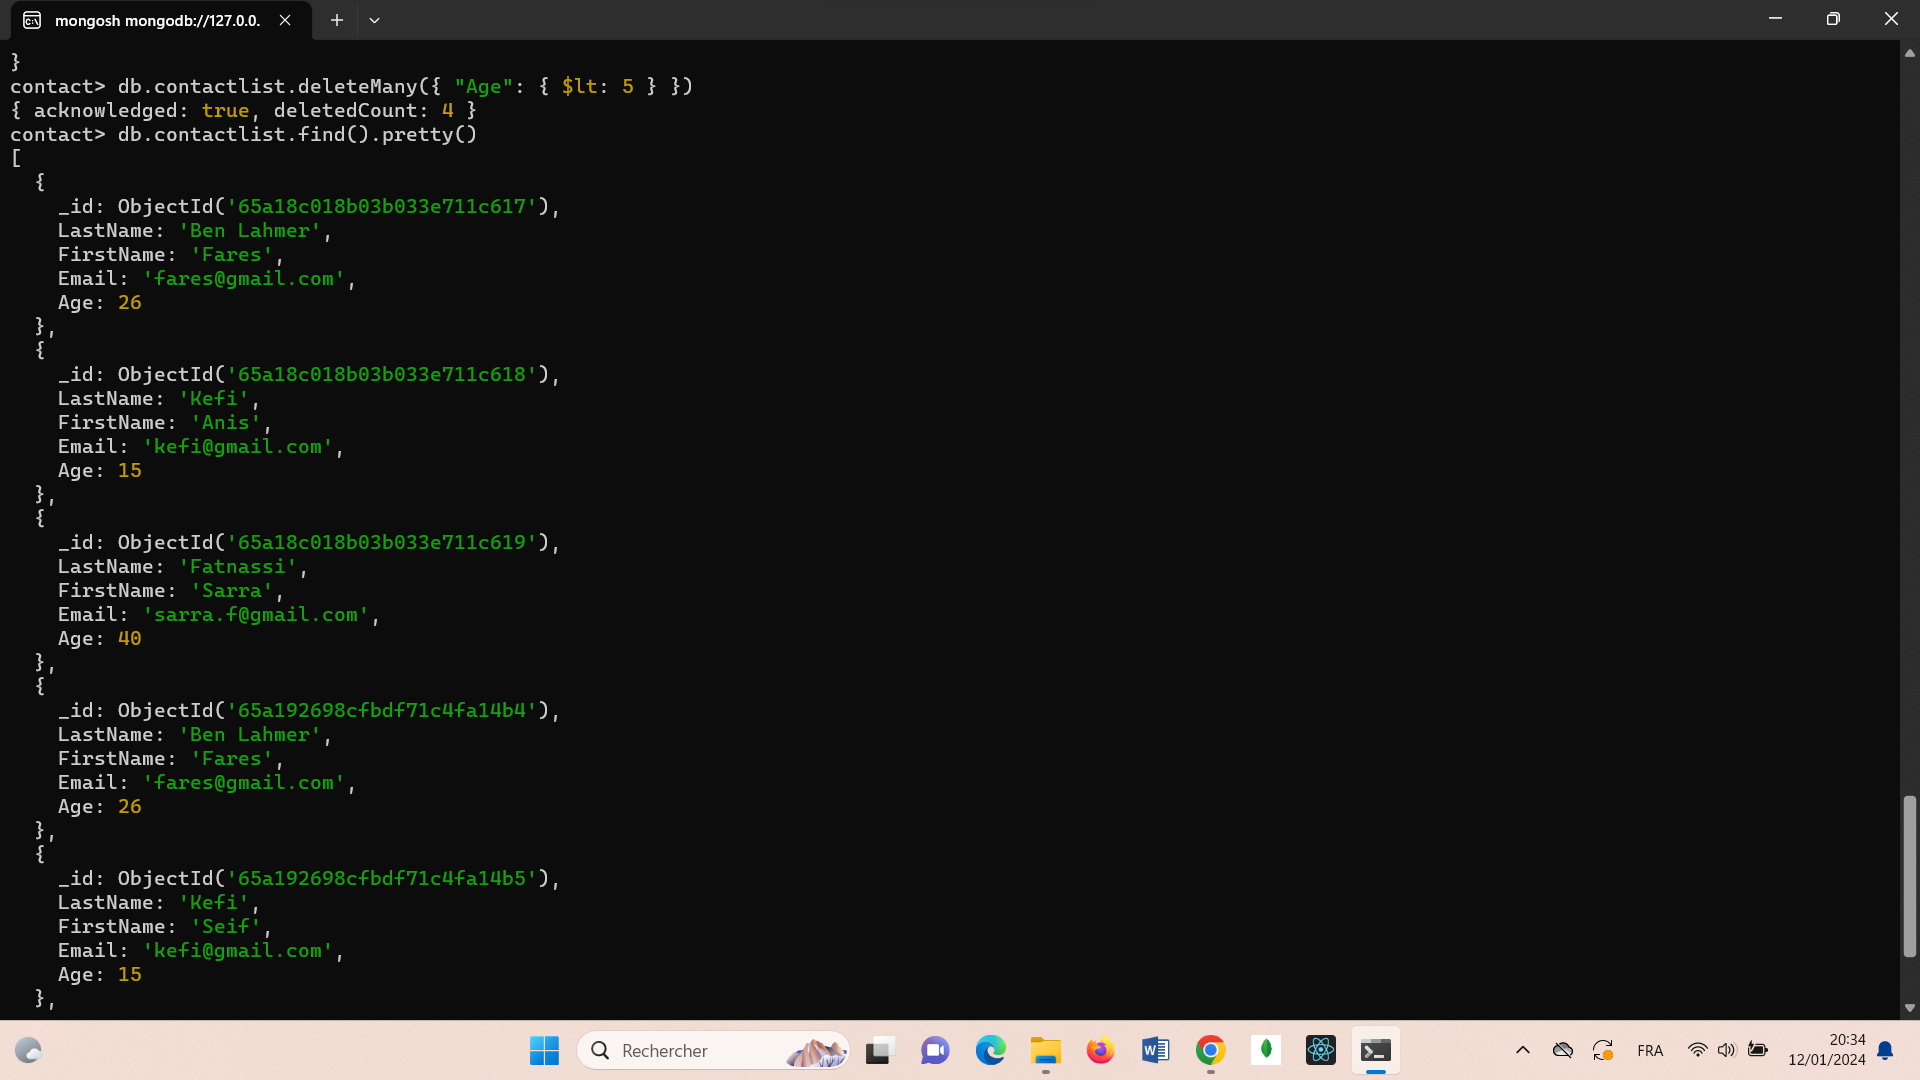 mongosh mongodb://127.0.0.
}
contact> db.contactlist.deleteMany({ "Age": { $lt: 5 } })
{ acknowledged: true, deletedCount: 4 }
contact> db.contactlist.find().pretty()
[
  {
    _id: ObjectId('65a18c018b03b033e711c617'),
    LastName: 'Ben Lahmer',
    FirstName: 'Fares',
    Email: 'fares@gmail.com',
    Age: 26
  },
  {
    _id: ObjectId('65a18c018b03b033e711c618'),
    LastName: 'Kefi',
    FirstName: 'Anis',
    Email: 'kefi@gmail.com',
    Age: 15
  },
  {
    _id: ObjectId('65a18c018b03b033e711c619'),
    LastName: 'Fatnassi',
    FirstName: 'Sarra',
    Email: 'sarra.f@gmail.com',
    Age: 40
  },
  {
    _id: ObjectId('65a192698cfbdf71c4fa14b4'),
    LastName: 'Ben Lahmer',
    FirstName: 'Fares',
    Email: 'fares@gmail.com',
    Age: 26
  },
  {
    _id: ObjectId('65a192698cfbdf71c4fa14b5'),
    LastName: 'Kefi',
    FirstName: 'Seif',
    Email: 'kefi@gmail.com',
    Age: 15
  },
Rechercher
FRA
20:34
12/01/2024